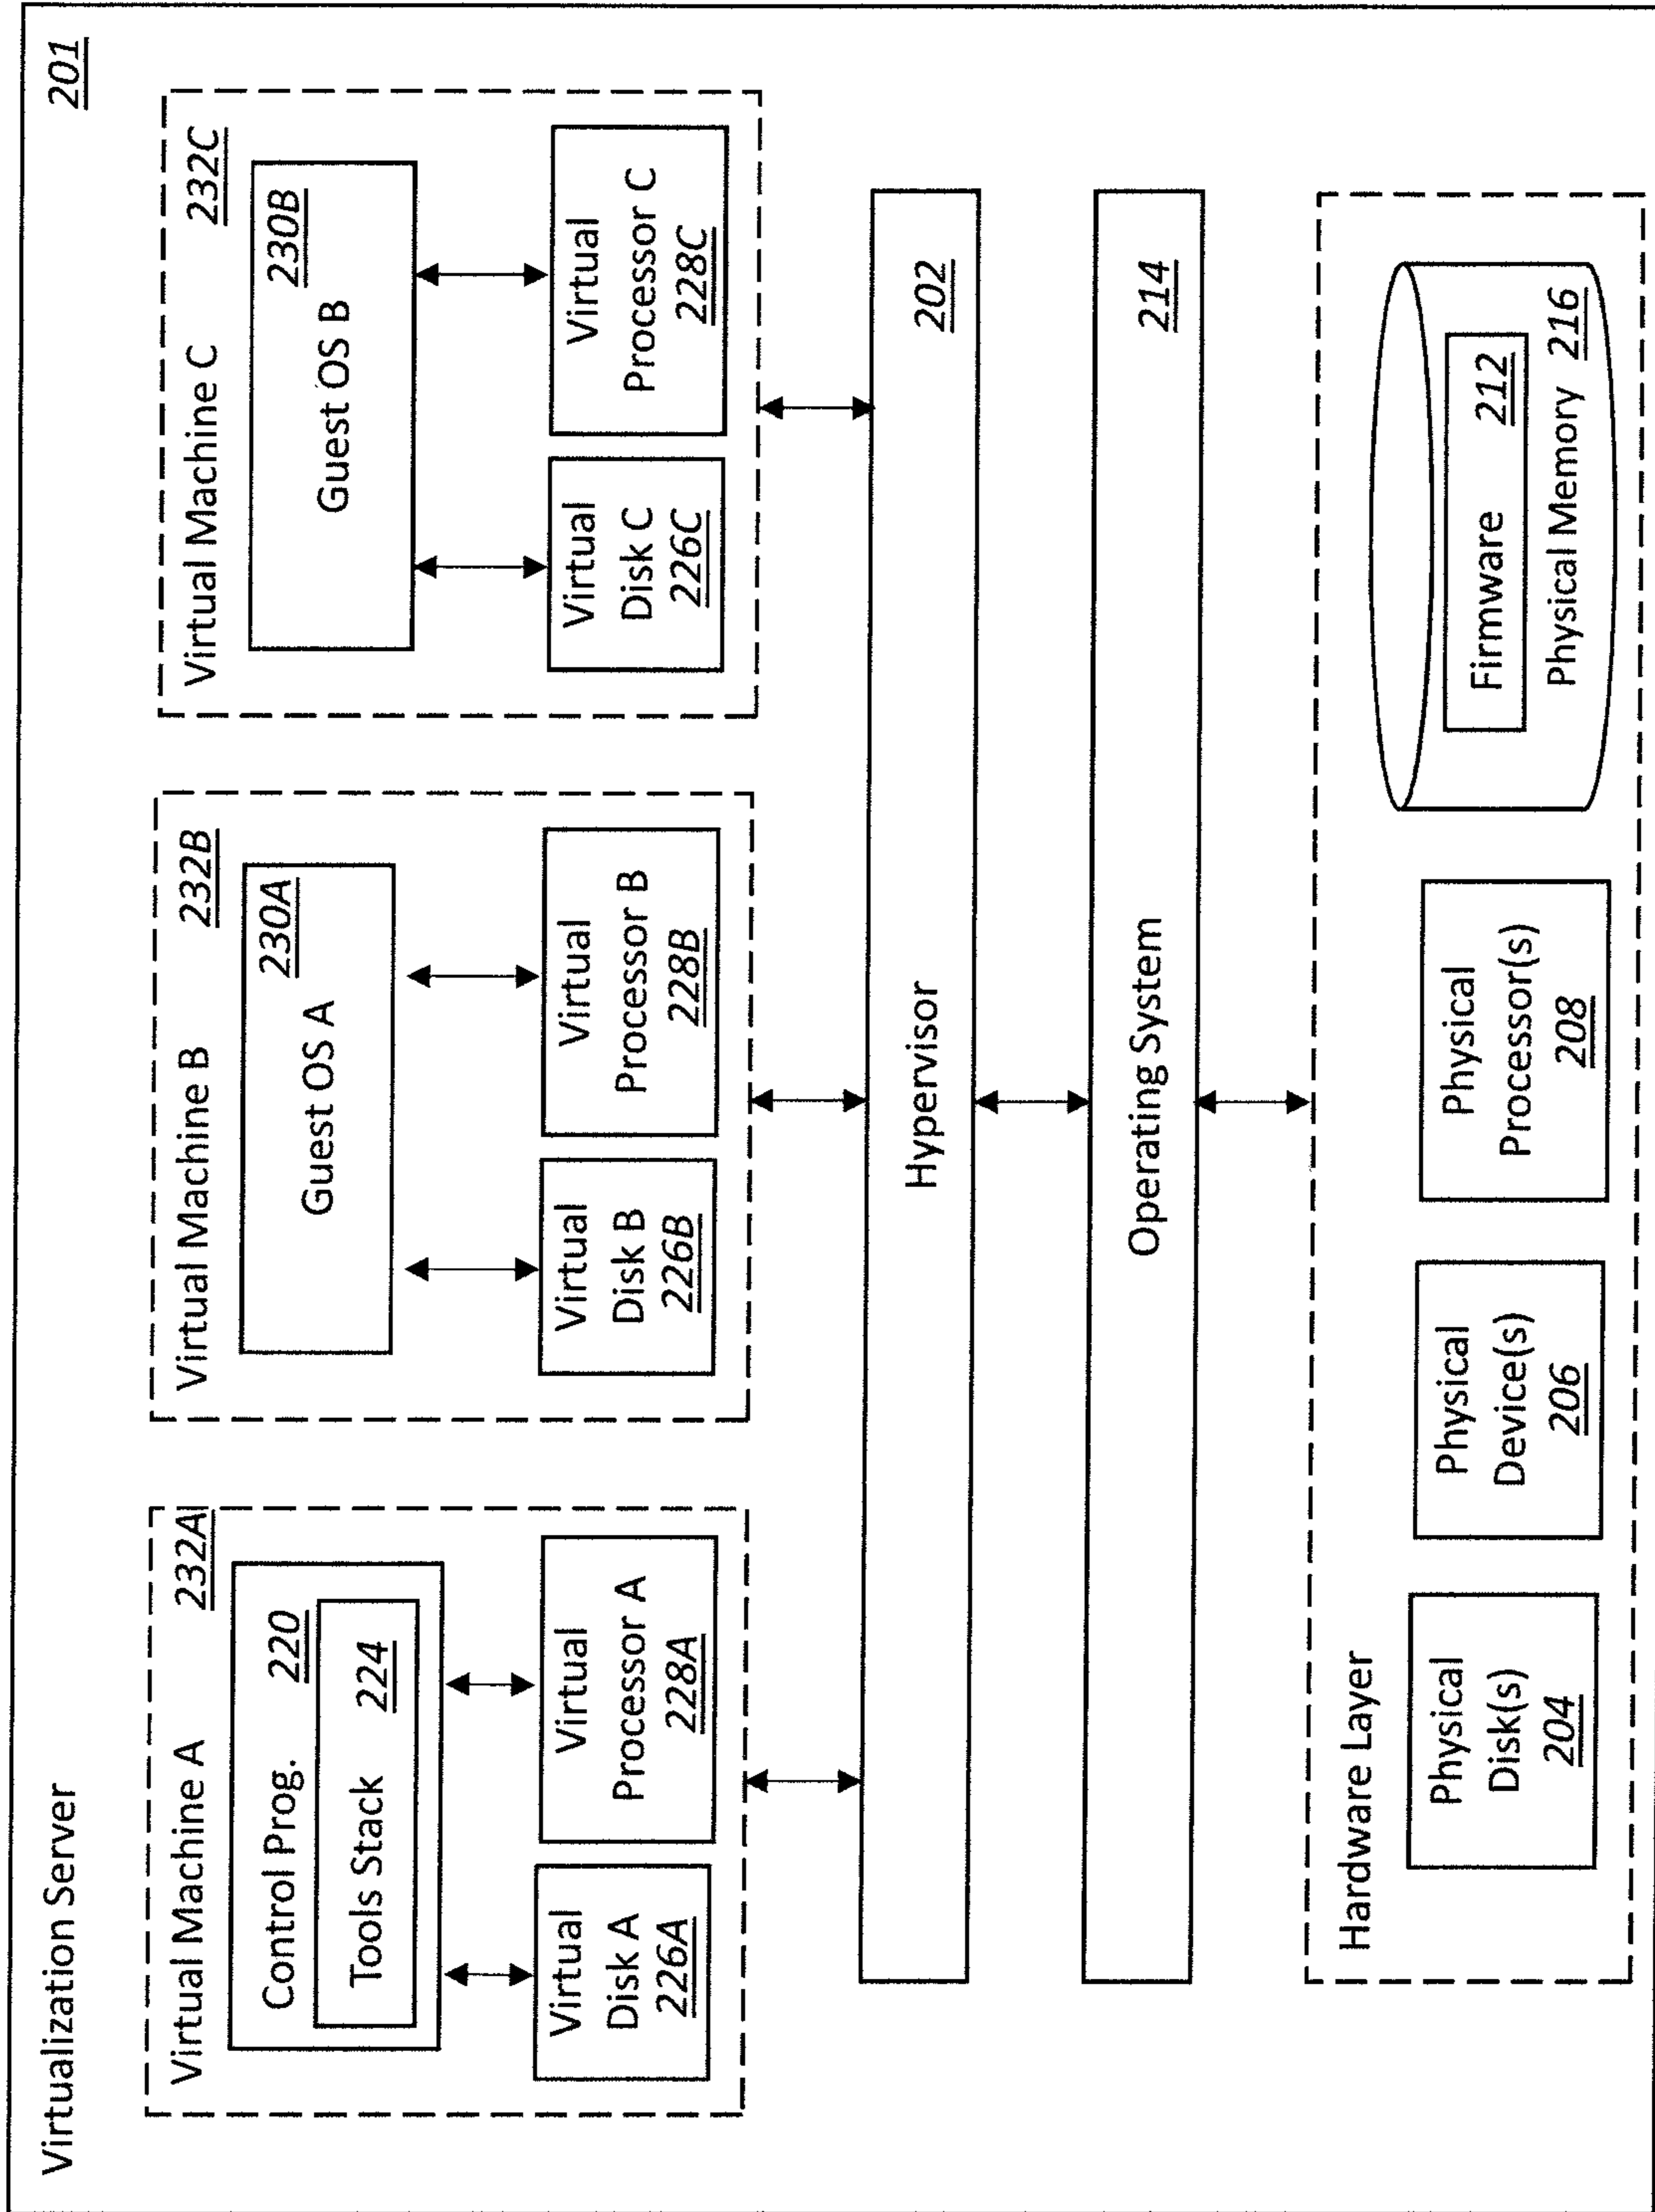 Virtualization Server
201
Virtual Machine A
232A
Control Prog.
220
Tools Stack
224
Virtual
Disk A
226A
Virtual
Processor A
228A
Virtual Machine B
232B
230A
Guest OS A
Virtual
Disk B
226B
Virtual
Processor B
228B
Virtual Machine C
232C
230B
Guest OS B
Virtual
Disk C
226C
Virtual
Processor C
228C
Hypervisor
202
Operating System
214
Hardware Layer
Physical
Disk(s)
204
Physical
Device(s)
206
Physical
Processor(s)
208
Firmware
212
Physical Memory
216